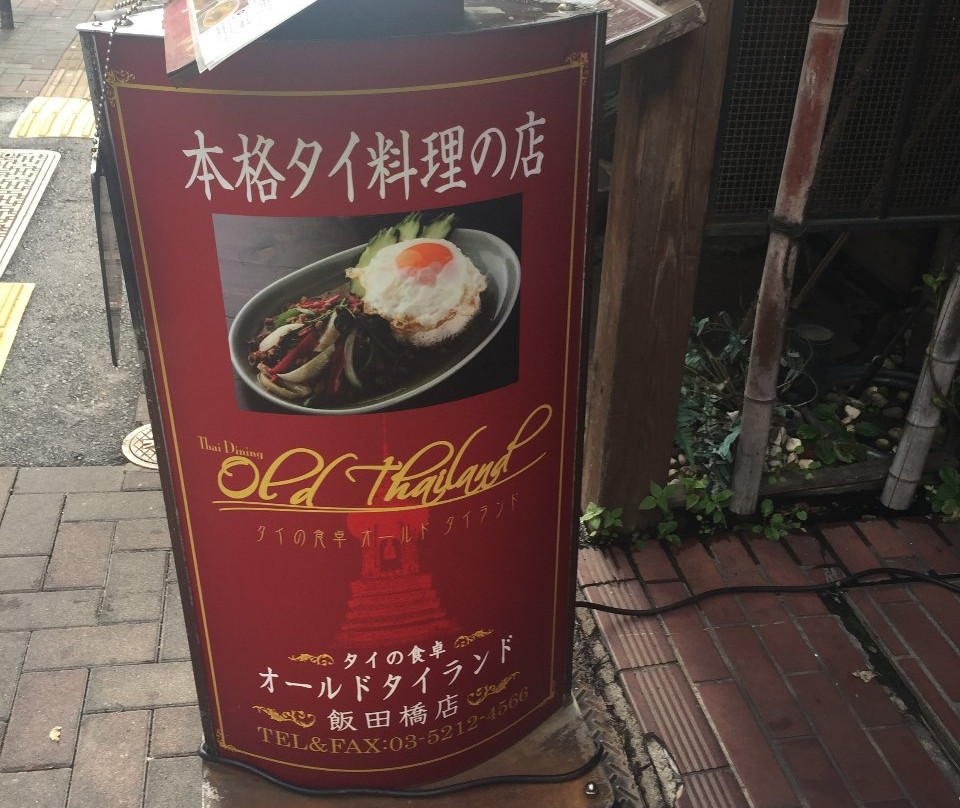 本格タイ料理の店
Thai Dining
Old Thailand
タイの食卓 オールド タイランド
タイの食卓
オールドタイランド
飯田橋店
TEL&FAX:03-5212-4566